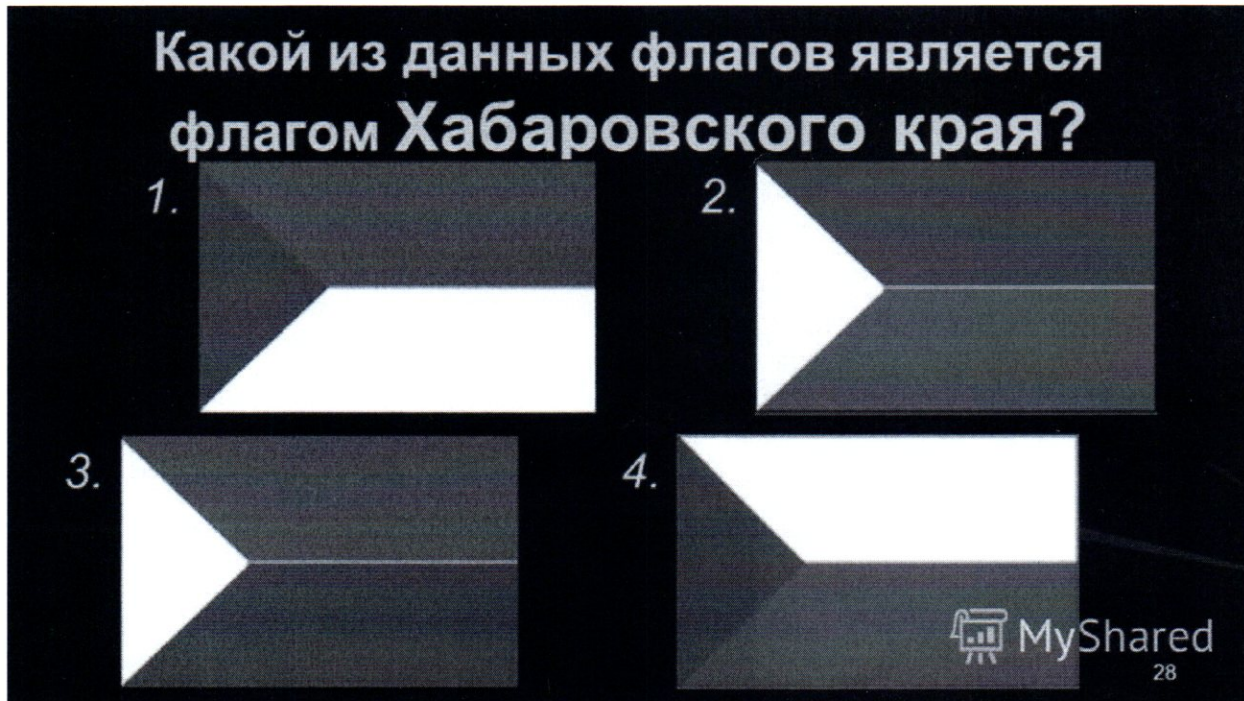 Какой из данных флагов является
флагом Хабаровского края?
1.
2.
3.
4.
MyShared
28